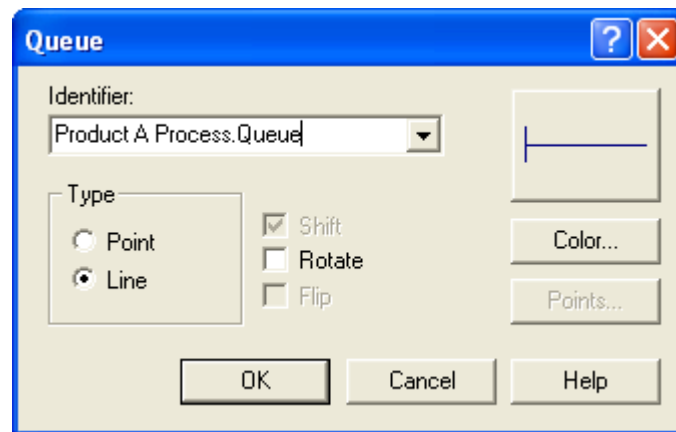 Queue
Identifier:
Product A Process.Queue
Type
Point
Line
Shift
Rotate
Flip
Color...
Points...
OK
Cancel
Help